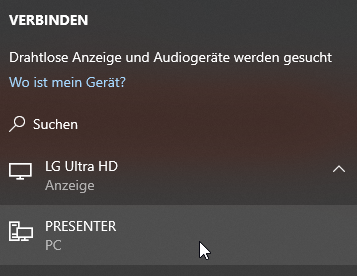 VERBINDEN
Drahtlose Anzeige und Audiogeräte werden gesucht
Wo ist mein Gerät?
Suchen
LG Ultra HD
Anzeige
PRESENTER
PC